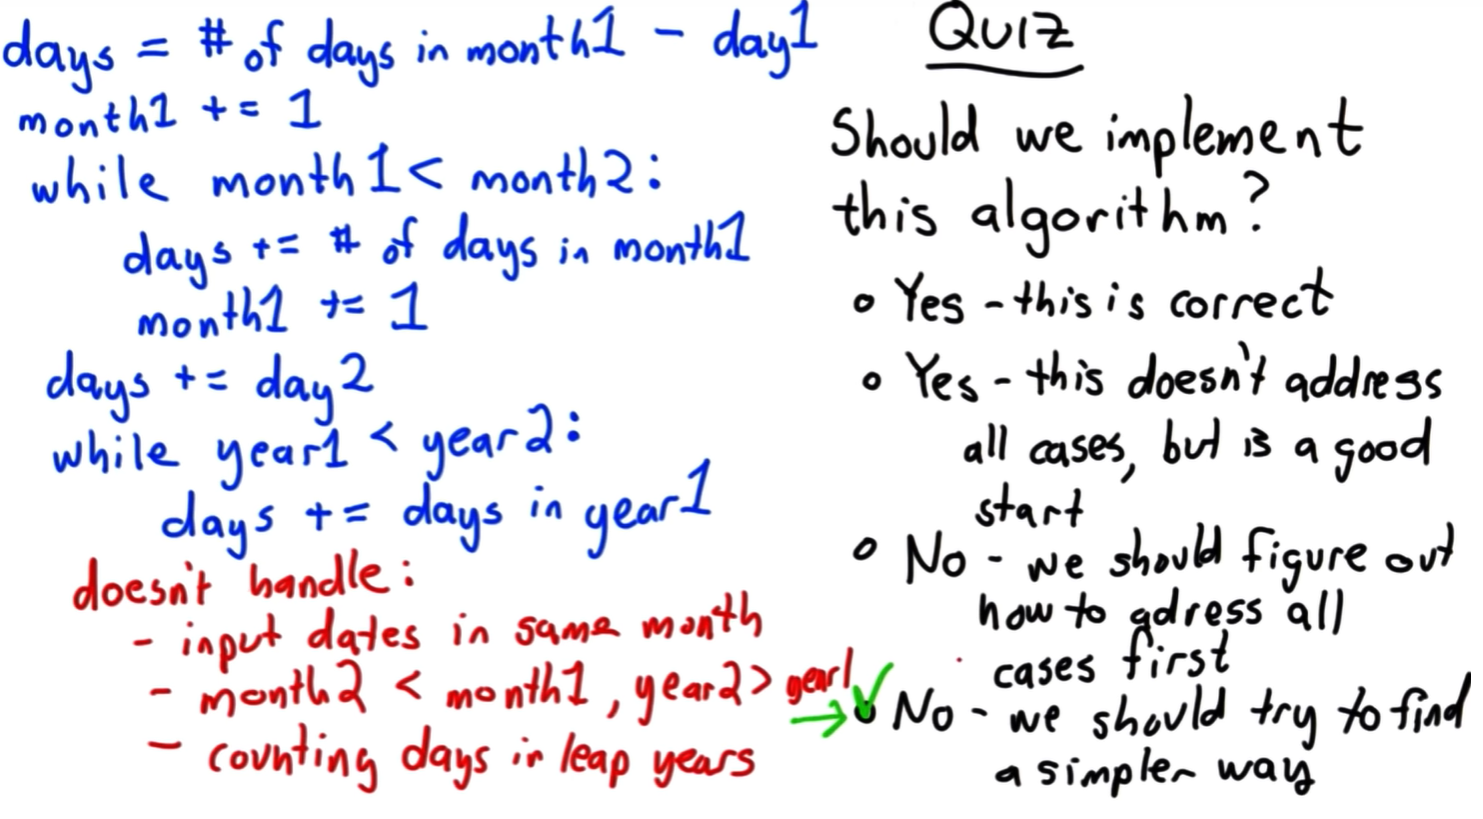 days = # of days in month1 - day1
month1 += 1
while month1 < month2:
days += # of days in month1
month1 += 1
days += day2
while year1 < year2:
days += days in year1
doesn't handle:
- input dates in same month
- month2 < month1, year2 > year1
- counting days in leap years
QUIZ
Should we implement
this algorithm?
Yes - this is correct
Yes - this doesn't address
all cases, but is a good
start
No - we should figure out
how to adress all
cases first
No - we should try to find
a simpler way